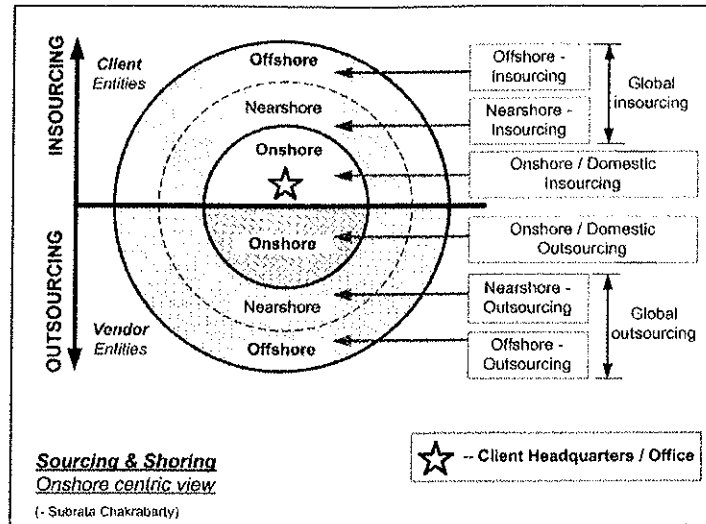 INSOURCING
OUTSOURCING
Client
Entities
Vendor
Entities
Offshore
Nearshore
Onshore
Onshore
Nearshore
Offshore
Offshore -
Insourcing
Nearshore -
Insourcing
Onshore / Domestic
Insourcing
Onshore / Domestic
Outsourcing
Nearshore -
Outsourcing
Offshore -
Outsourcing
Global
insourcing
Global
outsourcing
Sourcing & Shoring
Onshore centric view
(- Subrata Chakrabarty)
-- Client Headquarters / Office